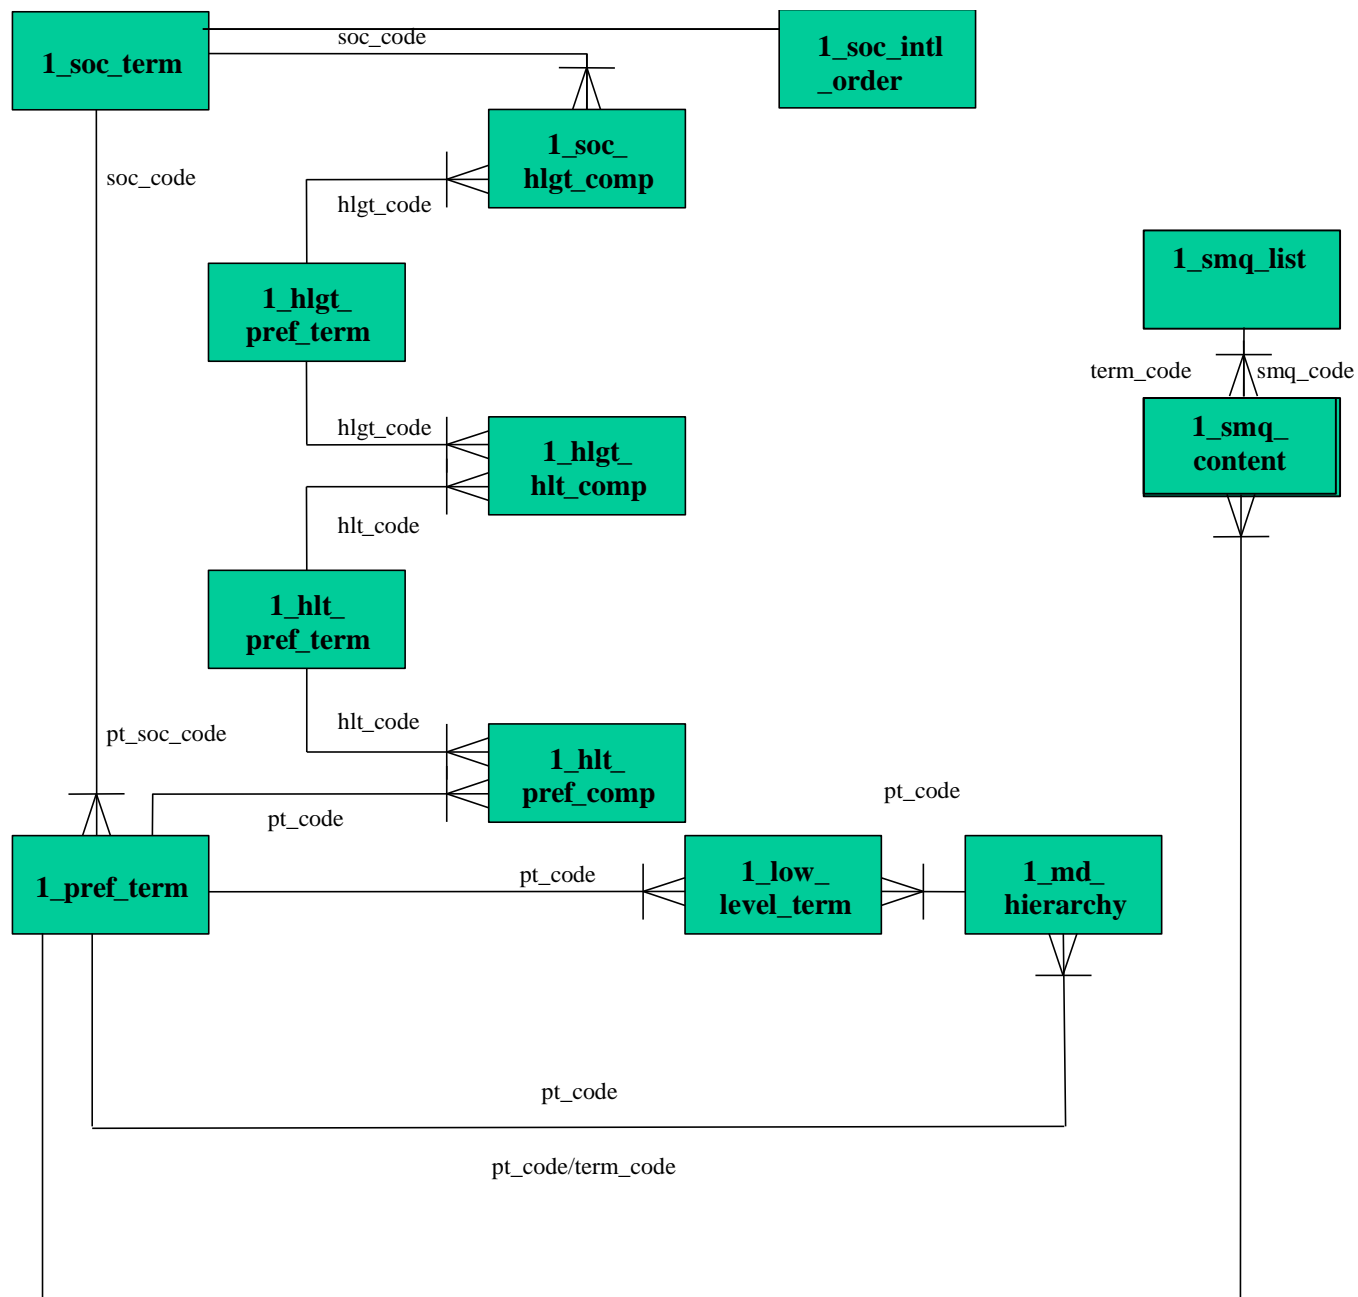 soc_code
1_soc_term
1_soc_intl
_order
1_soc_
hlgt_comp
soc_code
hlgt_code
1_smq_list
1_hlgt_
pref_term
term_code
smq_code
hlgt_code
1_hlgt_
hlt_comp
1_smq_
content
hlt_code
1_hlt_
pref_term
hlt_code
pt_soc_code
1_hlt_
pref_comp
pt_code
pt_code
1_pref_term
pt_code
1_low_
level_term
1_md_
hierarchy
pt_code
pt_code/term_code